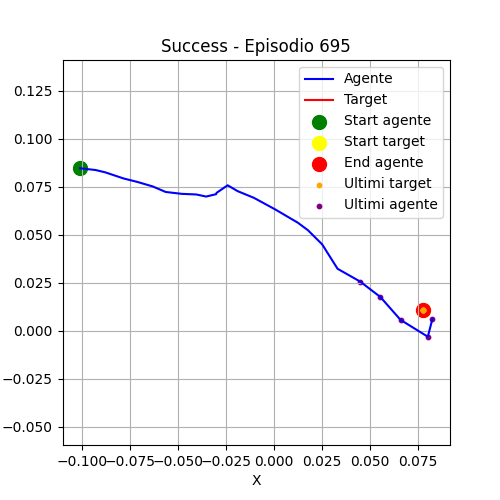 Success - Episodio 695
Agente
Target
Start agente
Start target
End agente
Ultimi target
Ultimi agente
0.125
0.100
0.075
0.050
0.025
0.000
−0.025
−0.050
−0.100 −0.075 −0.050 −0.025 0.000 0.025 0.050 0.075
X